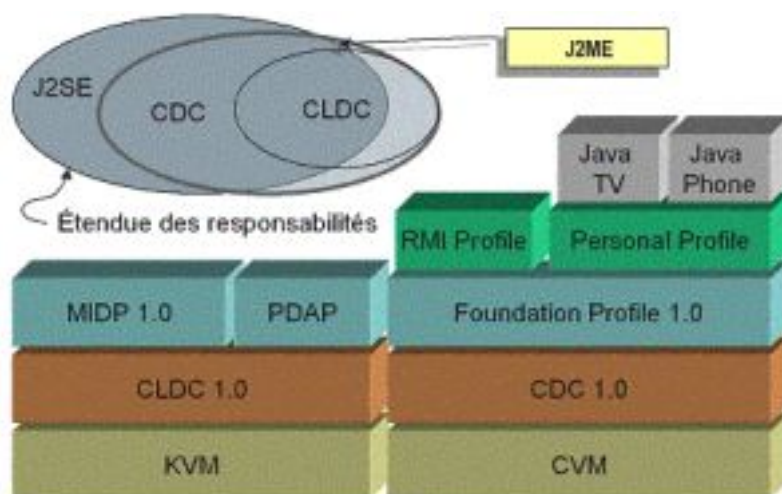 J2ME
J2SE
CDC
CLDC
Étendue des responsabilités
Java
TV
Java
Phone
RMI Profile
Personal Profile
MIDP 1.0
PDAP
Foundation Profile 1.0
CLDC 1.0
CDC 1.0
KVM
CVM